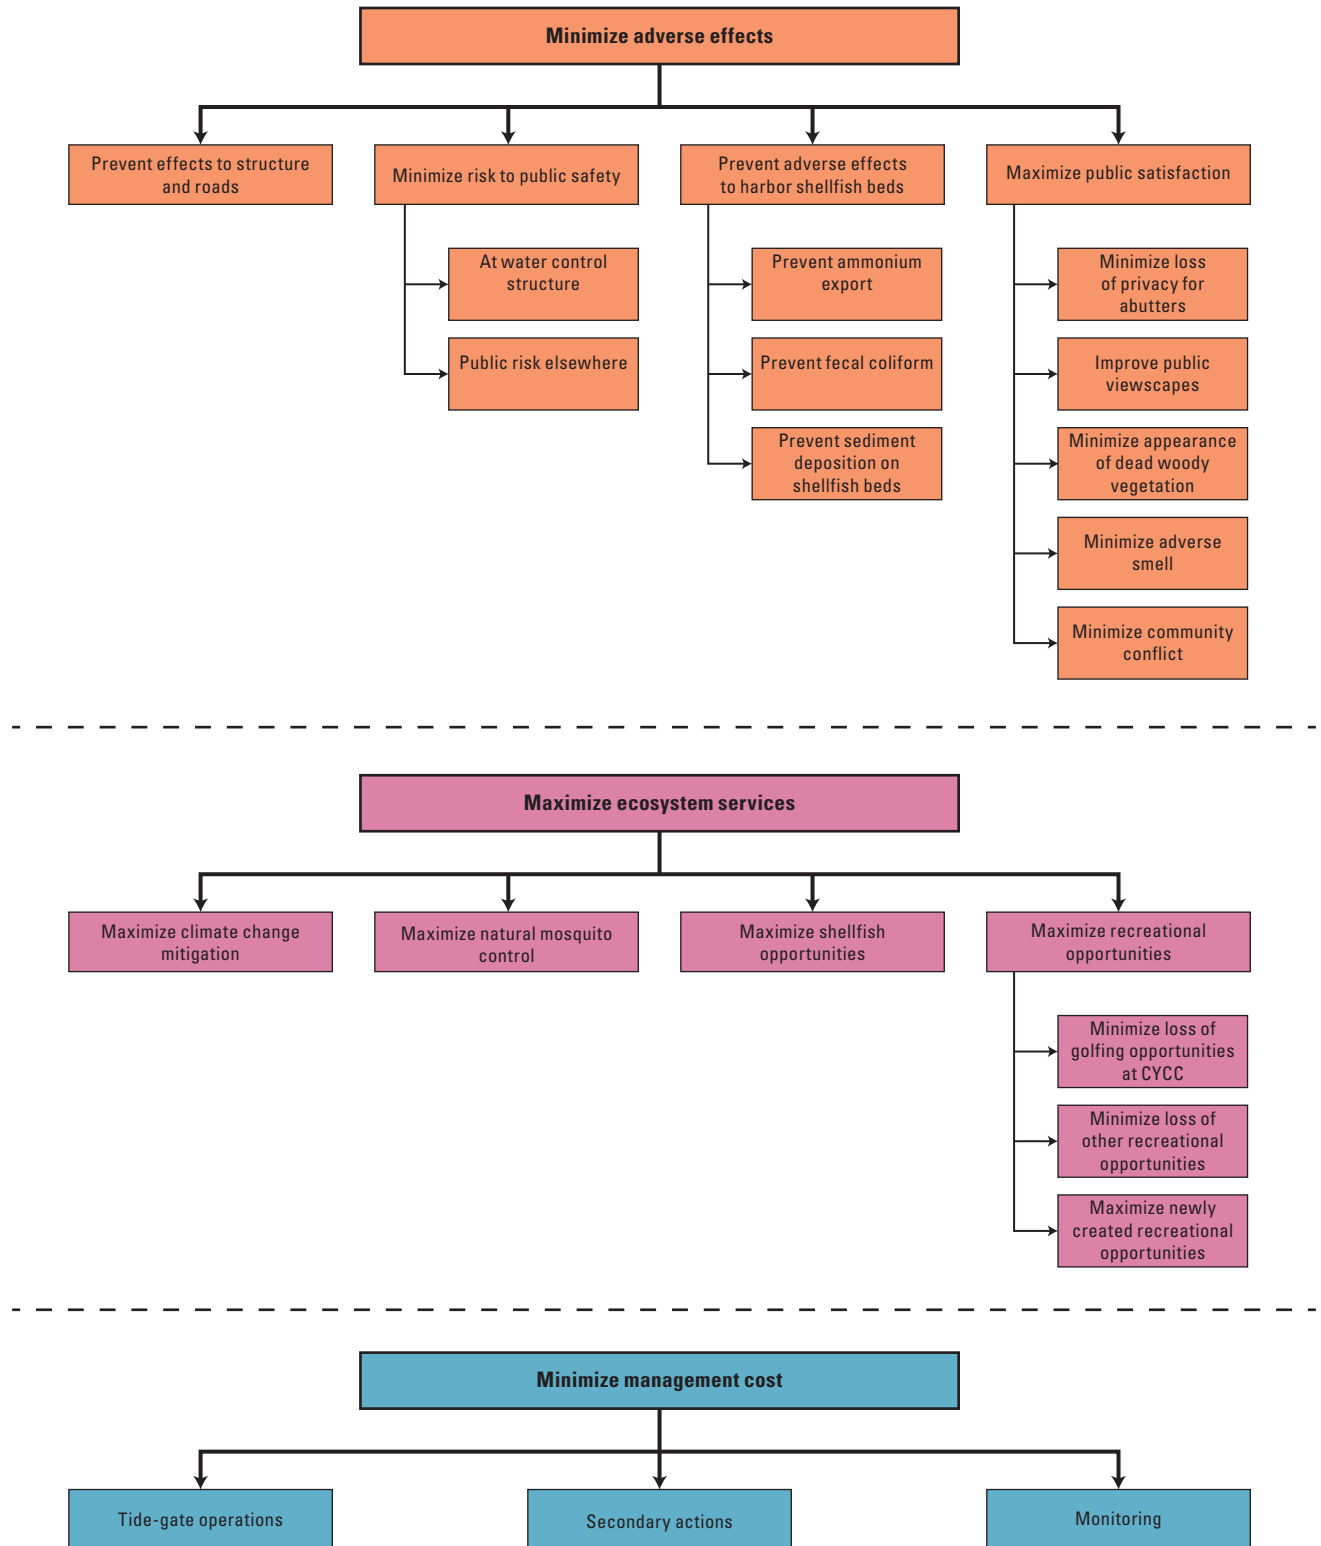 Minimize adverse effects
Prevent effects to structure
and roads
Minimize risk to public safety
Prevent adverse effects
to harbor shellfish beds
Maximize public satisfaction
At water control
structure
Public risk elsewhere
Prevent ammonium
export
Prevent fecal coliform
Prevent sediment
deposition on
shellfish beds
Minimize loss
of privacy for
abutters
Improve public
viewscapes
Minimize appearance
of dead woody
vegetation
Minimize adverse
smell
Minimize community
conflict
Maximize ecosystem services
Maximize climate change
mitigation
Maximize natural mosquito
control
Maximize shellfish
opportunities
Maximize recreational
opportunities
Minimize loss of
golfing opportunities
at CYCC
Minimize loss of
other recreational
opportunities
Maximize newly
created recreational
opportunities
Minimize management cost
Tide-gate operations
Secondary actions
Monitoring